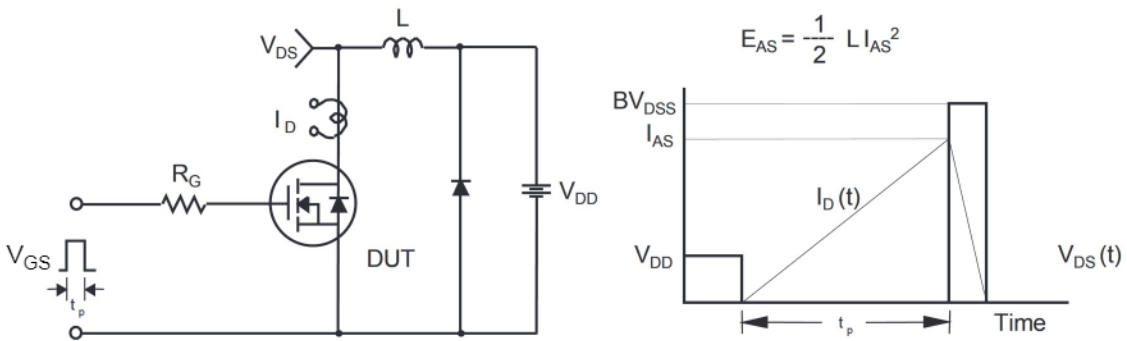 L
V_DS
I_D
R_G
V_GS
t_p
DUT
V_DD
E_AS = 1/2 L I_AS^2
BV_DSS
I_AS
I_D (t)
V_DD
V_DS (t)
t_p
Time